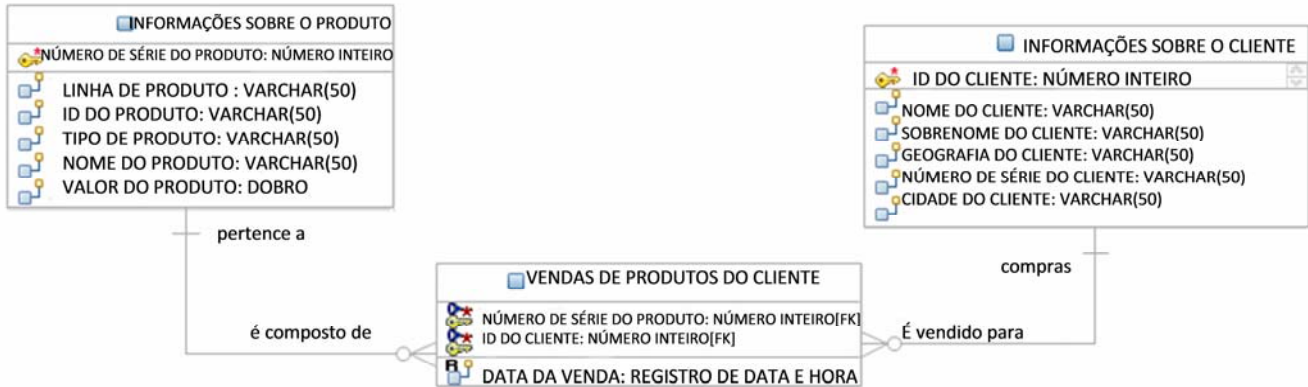 INFORMAÇÕES SOBRE O PRODUTO
NÚMERO DE SÉRIE DO PRODUTO: NÚMERO INTEIRO
LINHA DE PRODUTO : VARCHAR(50)
ID DO PRODUTO: VARCHAR(50)
TIPO DE PRODUTO: VARCHAR(50)
NOME DO PRODUTO: VARCHAR(50)
VALOR DO PRODUTO: DOBRO
INFORMAÇÕES SOBRE O CLIENTE
ID DO CLIENTE: NÚMERO INTEIRO
NOME DO CLIENTE: VARCHAR(50)
SOBRENOME DO CLIENTE: VARCHAR(50)
GEOGRAFIA DO CLIENTE: VARCHAR(50)
NÚMERO DE SÉRIE DO CLIENTE: VARCHAR(50)
CIDADE DO CLIENTE: VARCHAR(50)
pertence a
compras
VENDAS DE PRODUTOS DO CLIENTE
NÚMERO DE SÉRIE DO PRODUTO: NÚMERO INTEIRO[FK]
ID DO CLIENTE: NÚMERO INTEIRO[FK]
DATA DA VENDA: REGISTRO DE DATA E HORA
é composto de
É vendido para